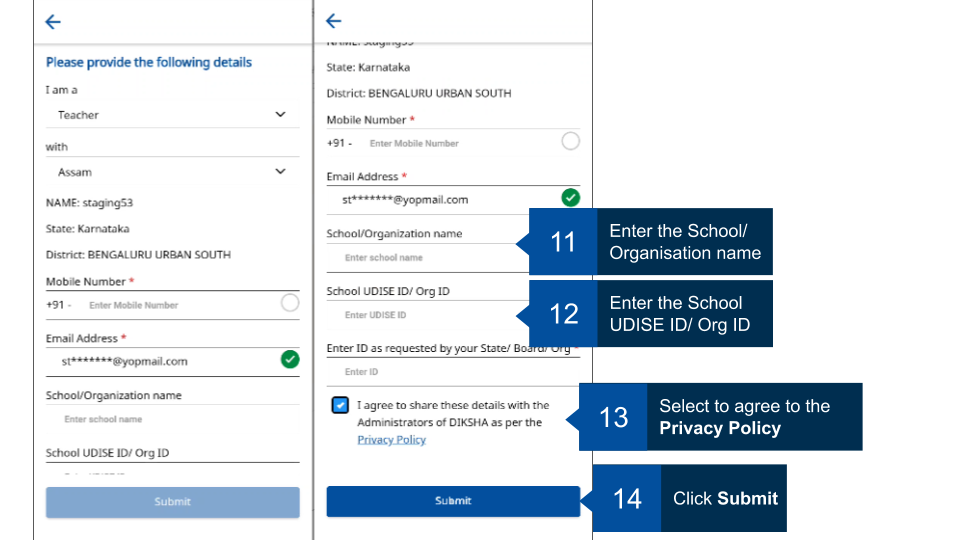 Please provide the following details
I am a
Teacher
with
Assam
NAME: staging53
State: Karnataka
District: BENGALURU URBAN SOUTH
Mobile Number *
+91 - Enter Mobile Number
Email Address *
st*******@yopmail.com
School/Organization name
Enter school name
School UDISE ID/ Org ID
Submit
NAME: staging53
State: Karnataka
District: BENGALURU URBAN SOUTH
Mobile Number *
+91 - Enter Mobile Number
Email Address *
st*******@yopmail.com
School/Organization name
Enter school name
School UDISE ID/ Org ID
Enter UDISE ID
Enter ID as requested by your State/ Board/ Org *
Enter ID
I agree to share these details with the
Administrators of DIKSHA as per the
Privacy Policy
Submit
11
Enter the School/
Organisation name
12
Enter the School
UDISE ID/ Org ID
13
Select to agree to the
Privacy Policy
14
Click Submit